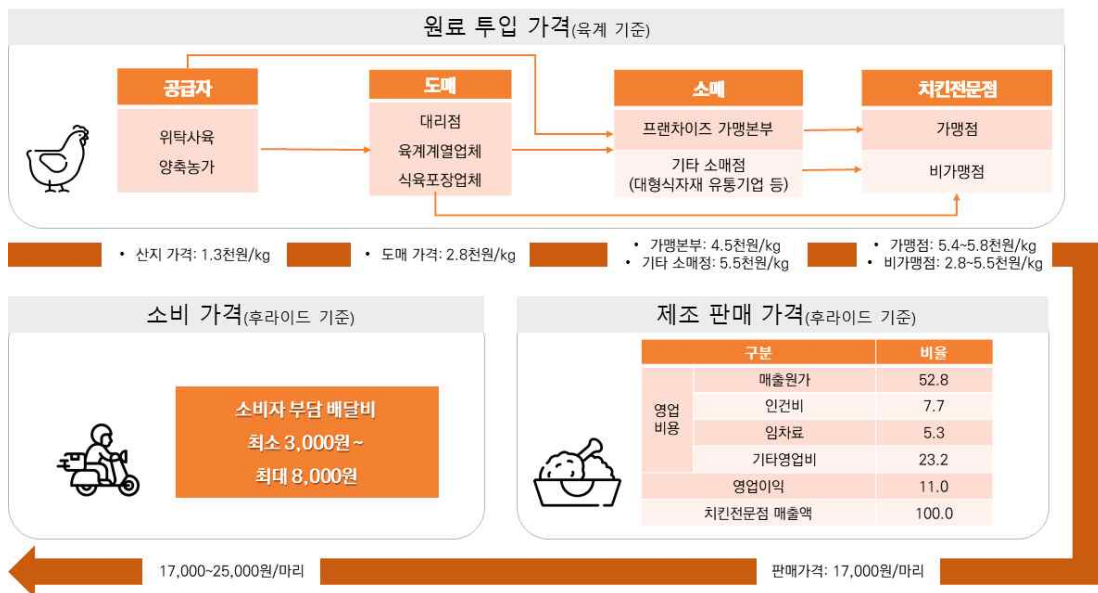 원료 투입 가격(육계 기준)
공급자
위탁사육
양축농가
도매
대리점
육계계열업체
식육포장업체
소매
프랜차이즈 가맹본부
기타 소매점
(대형식자재 유통기업 등)
치킨전문점
가맹점
비가맹점
• 산지 가격: 1.3천원/kg
• 도매 가격: 2.8천원/kg
• 가맹본부: 4.5천원/kg
• 기타 소매정: 5.5천원/kg
• 가맹점: 5.4~5.8천원/kg
• 비가맹점: 2.8~5.5천원/kg
소비 가격(후라이드 기준)
소비자 부담 배달비
최소 3,000원 ~
최대 8,000원
제조 판매 가격(후라이드 기준)
구분 비율
영업
비용
매출원가 52.8
인건비 7.7
임차료 5.3
기타영업비 23.2
영업이익 11.0
치킨전문점 매출액 100.0
17,000~25,000원/마리
판매가격: 17,000원/마리